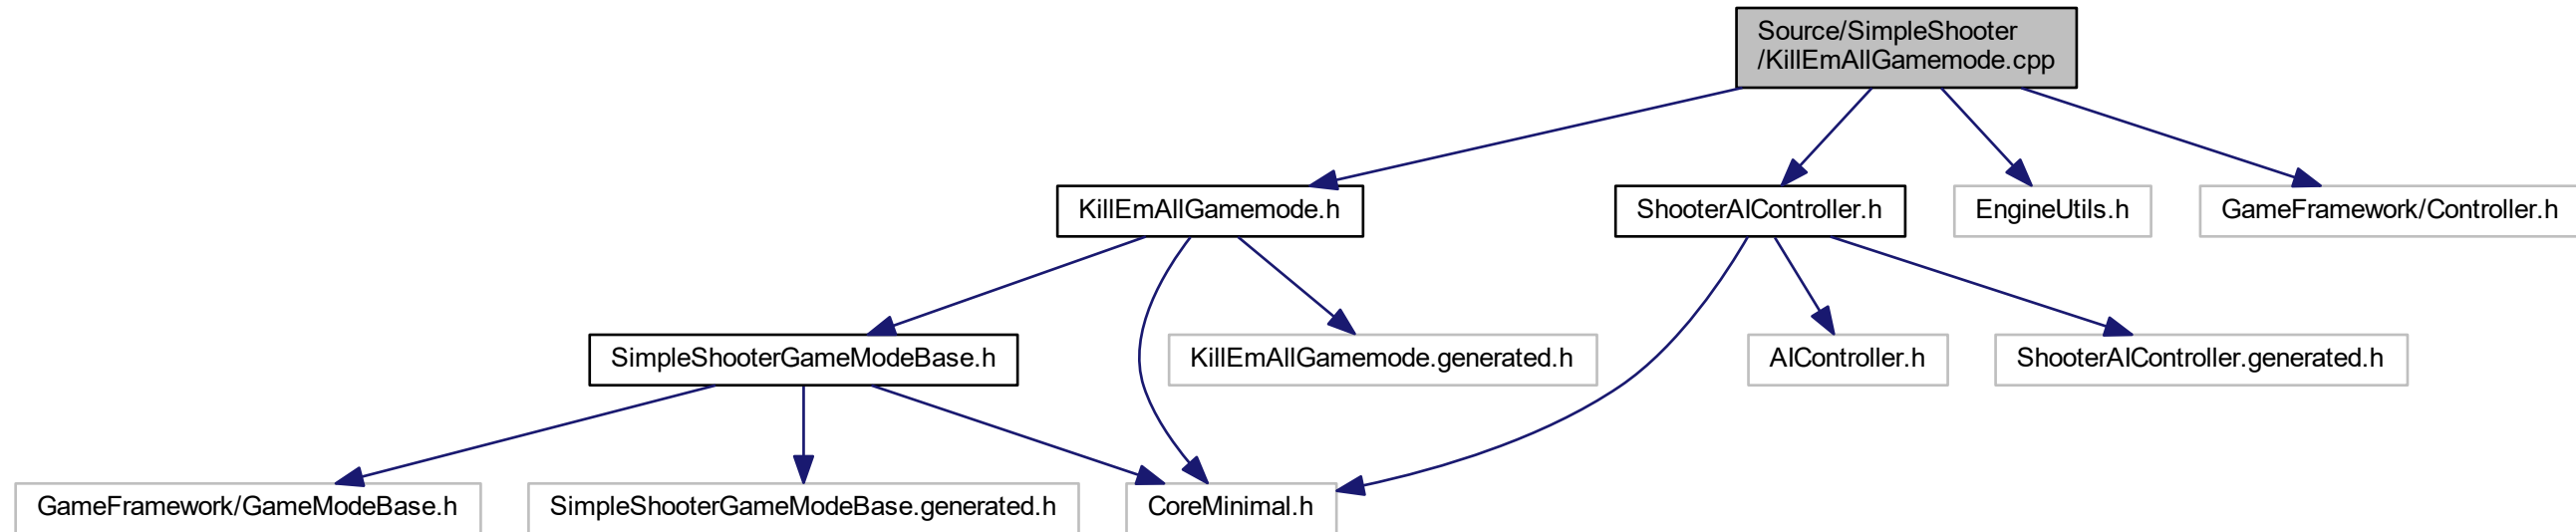 Source/SimpleShooter
/KillEmAllGamemode.cpp
KillEmAllGamemode.h
ShooterAIController.h
EngineUtils.h
GameFramework/Controller.h
SimpleShooterGameModeBase.h
KillEmAllGamemode.generated.h
AIController.h
ShooterAIController.generated.h
GameFramework/GameModeBase.h
SimpleShooterGameModeBase.generated.h
CoreMinimal.h